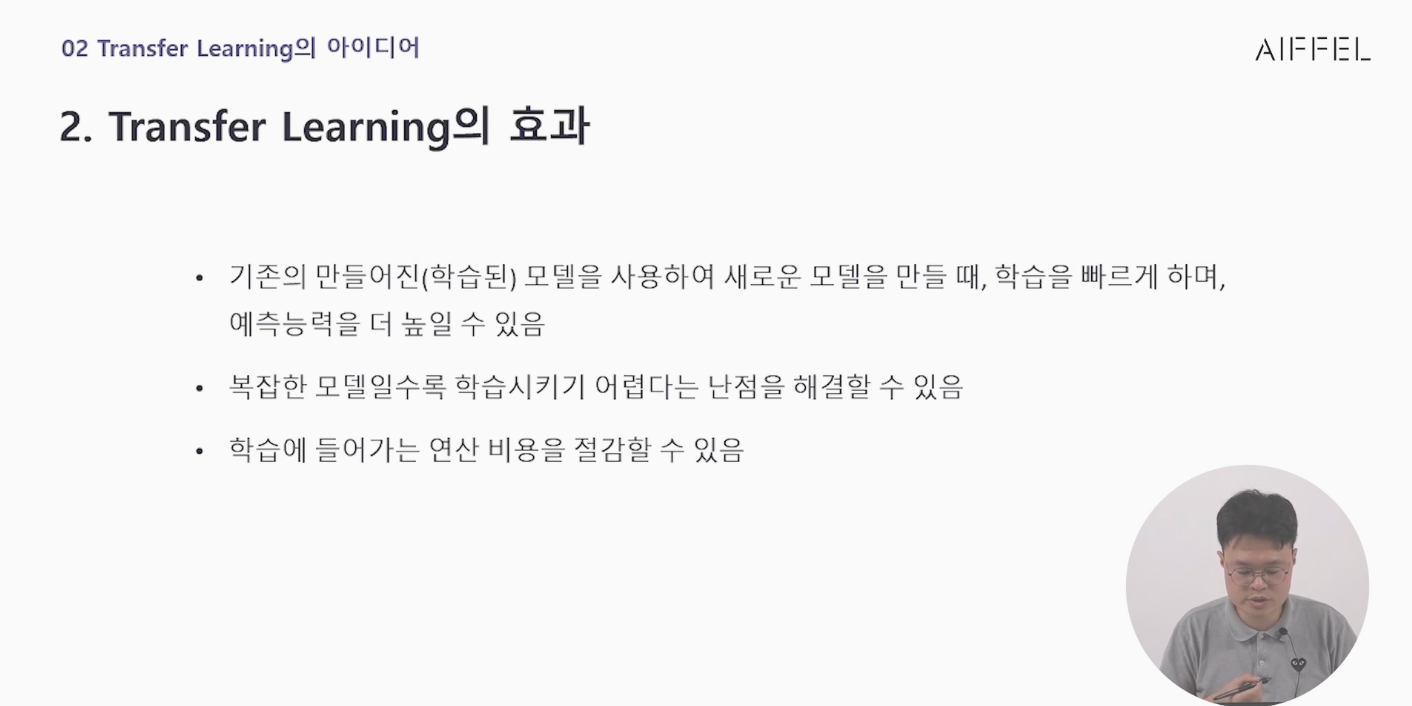 02 Transfer Learning의 아이디어
AIFFEL
2. Transfer Learning의 효과
• 기존의 만들어진(학습된) 모델을 사용하여 새로운 모델을 만들 때, 학습을 빠르게 하며,
예측능력을 더 높일 수 있음
• 복잡한 모델일수록 학습시키기 어렵다는 난점을 해결할 수 있음
• 학습에 들어가는 연산 비용을 절감할 수 있음